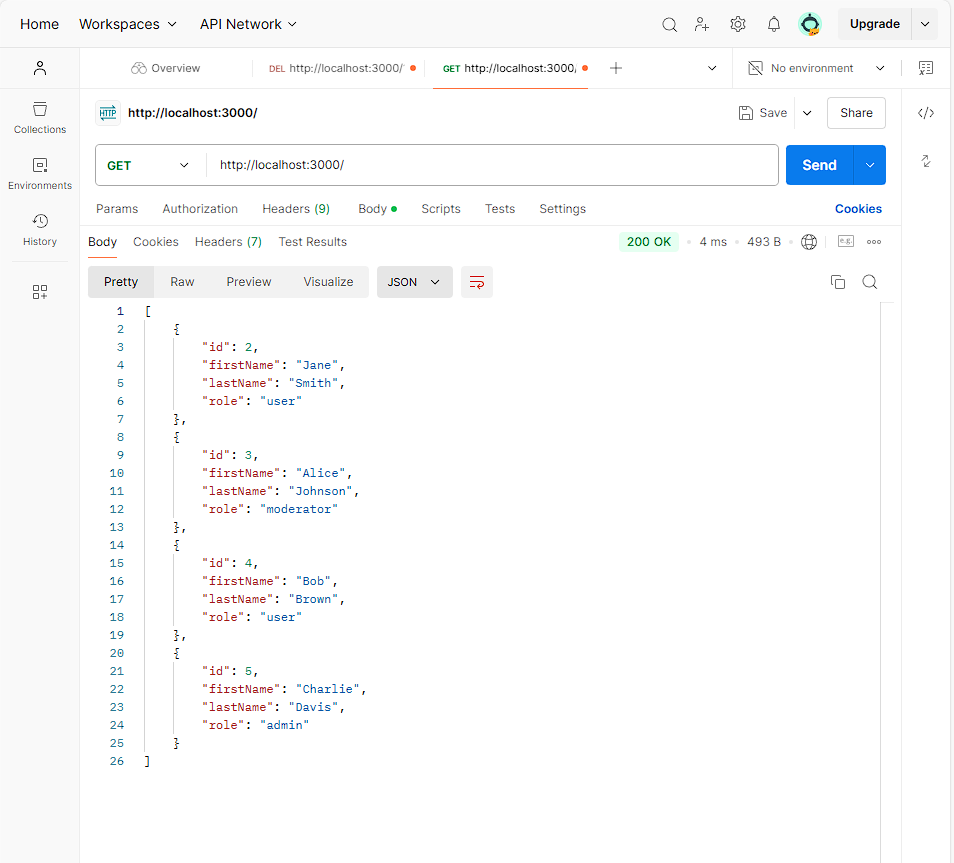 Home Workspaces API Network Upgrade
Overview DEL http://localhost:3000/ GET http://localhost:3000/ No environment
HTTP http://localhost:3000/ Save Share
Collections
GET http://localhost:3000/ Send
Environments
Params Authorization Headers (9) Body Scripts Tests Settings Cookies
History
Body Cookies Headers (7) Test Results 200 OK 4 ms 493 B e.g.
Pretty Raw Preview Visualize JSON
1 [
2 {
3 "id": 2,
4 "firstName": "Jane",
5 "lastName": "Smith",
6 "role": "user"
7 },
8 {
9 "id": 3,
10 "firstName": "Alice",
11 "lastName": "Johnson",
12 "role": "moderator"
13 },
14 {
15 "id": 4,
16 "firstName": "Bob",
17 "lastName": "Brown",
18 "role": "user"
19 },
20 {
21 "id": 5,
22 "firstName": "Charlie",
23 "lastName": "Davis",
24 "role": "admin"
25 }
26 ]